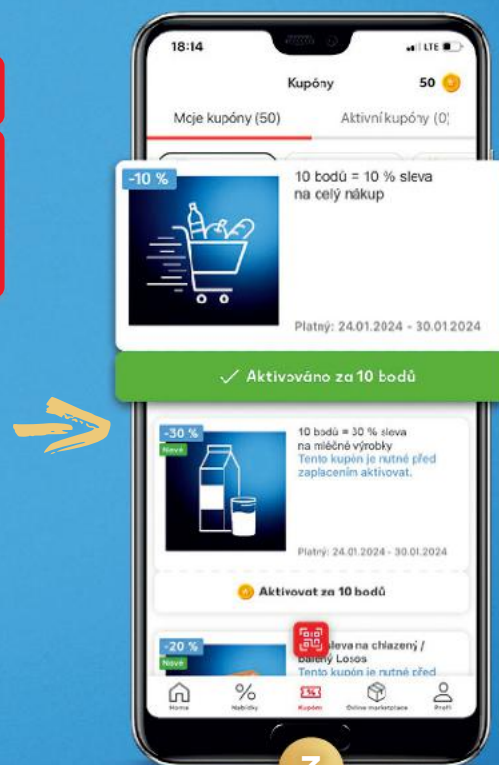 18:14
LTE
Kupóny
50
Moje kupóny (50)
Aktivní kupóny (0)
-10 %
10 bodů = 10 % sleva
na celý nákup
Platný: 24.01.2024 - 30.01.2024
✓ Aktivováno za 10 bodů
-30 %
Nové
10 bodů = 30 % sleva
na mléčné výrobky
Tento kupón je nutné před
zaplacením aktivovat.
Platný: 24.01.2024 - 30.01.2024
Aktivovat za 10 bodů
-20 %
Nové
sleva na chlazený /
balený Losos
Tento kupón je nutné před
Home
Nabídky
Kupóny
Online marketplace
Profil